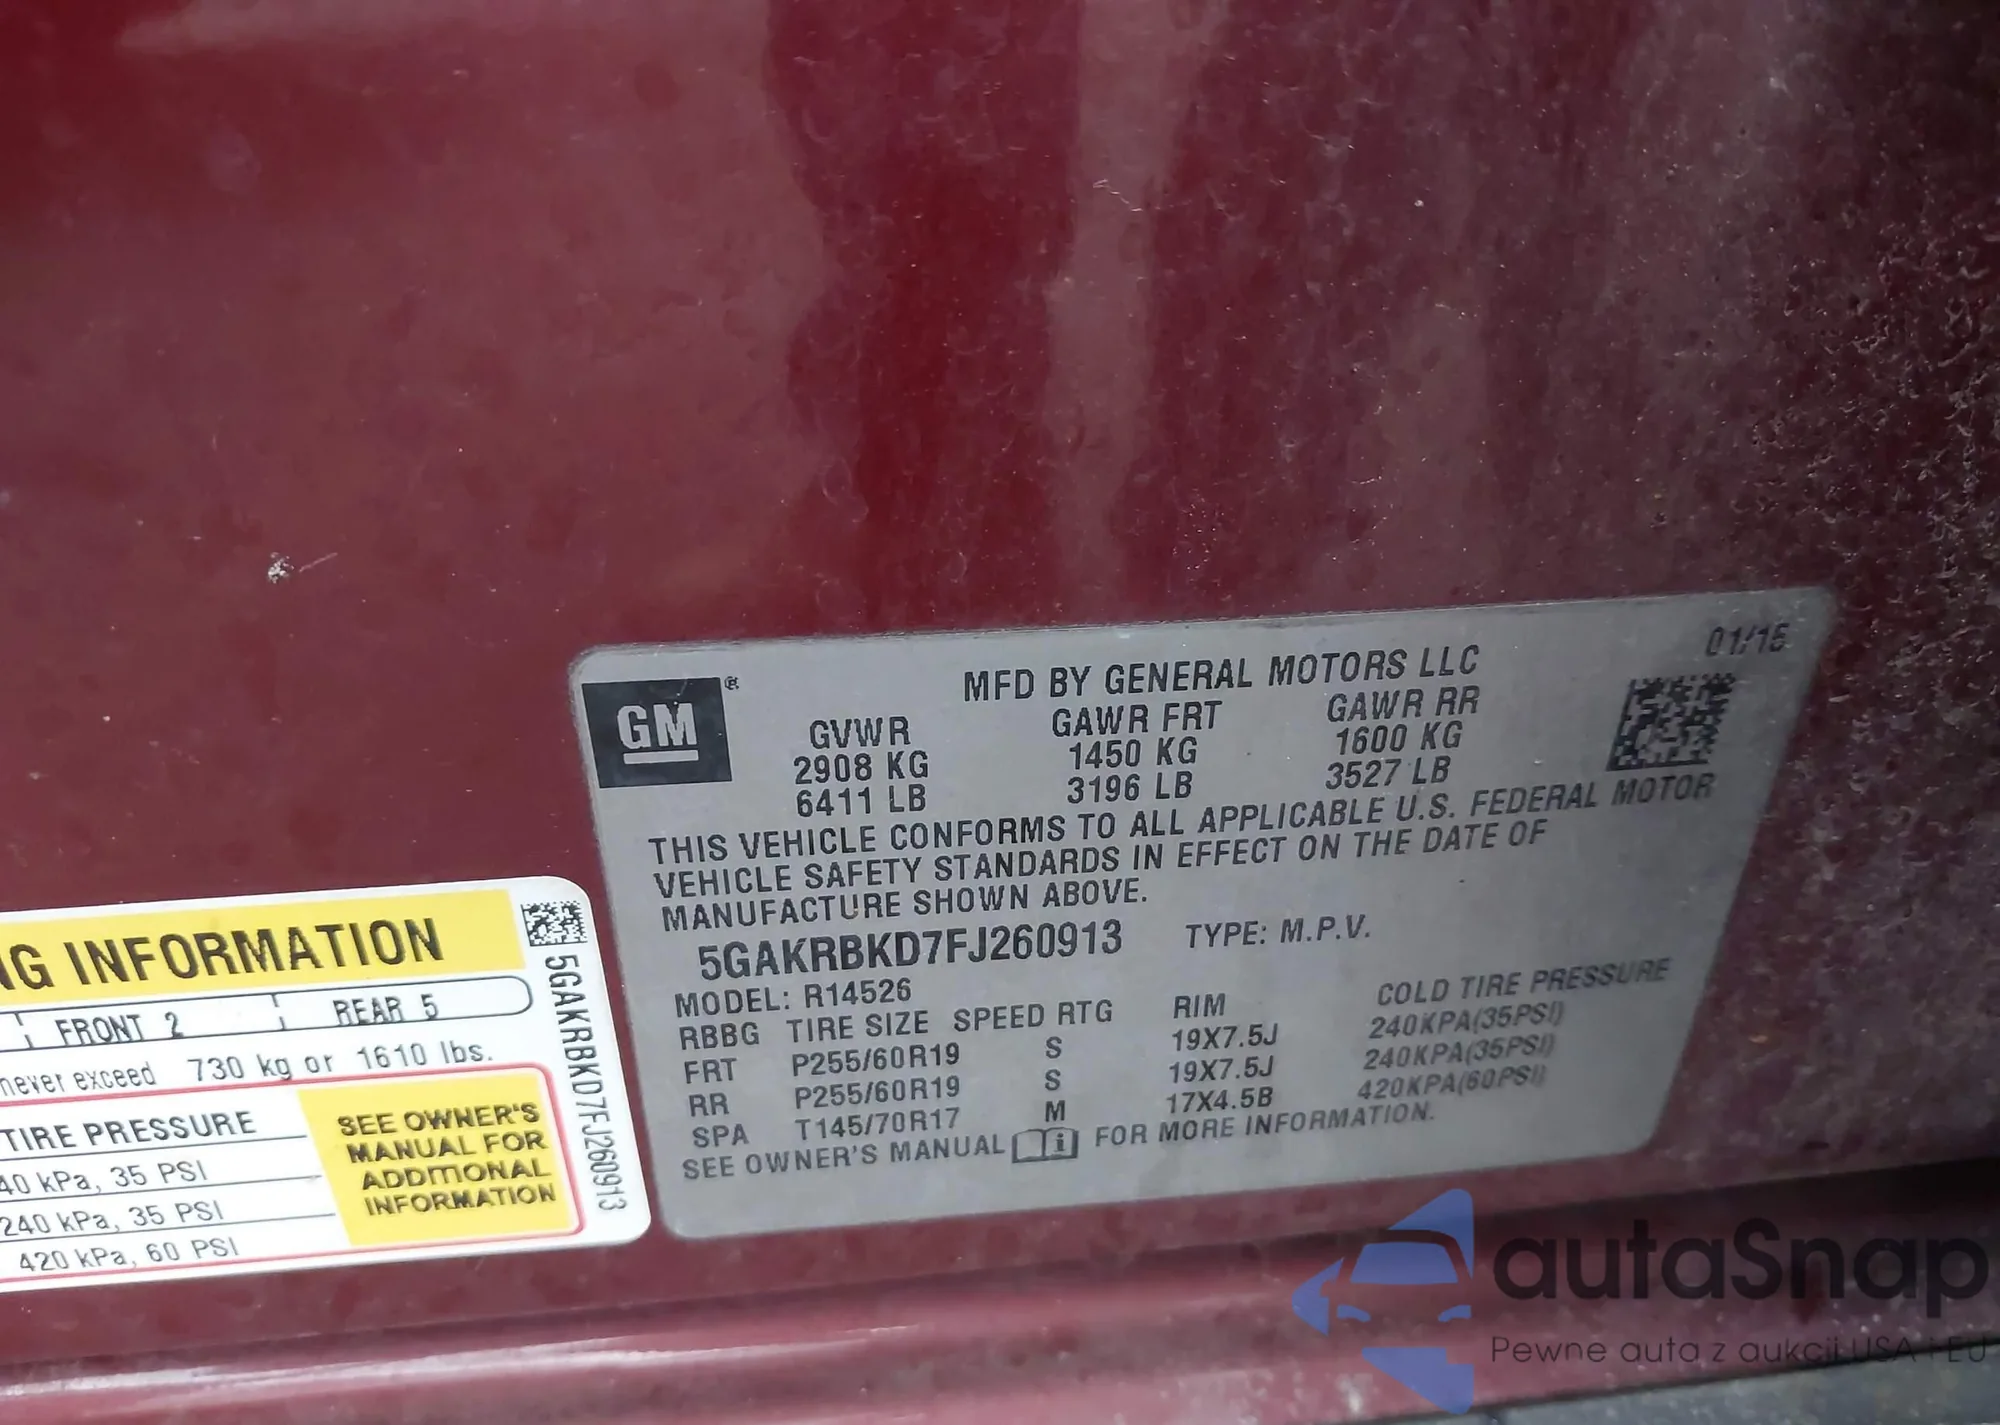 01/15
MFD BY GENERAL MOTORS LLC
GM ®
GVWR GAWR FRT GAWR RR
2908 KG 1450 KG 1600 KG
6411 LB 3196 LB 3527 LB
THIS VEHICLE CONFORMS TO ALL APPLICABLE U.S. FEDERAL MOTOR
VEHICLE SAFETY STANDARDS IN EFFECT ON THE DATE OF
MANUFACTURE SHOWN ABOVE.
5GAKRBKD7FJ260913 TYPE: M.P.V.
MODEL: R14526
RBBG TIRE SIZE SPEED RTG RIM COLD TIRE PRESSURE
FRT P255/60R19 S 19X7.5J 240KPA(35PSI)
RR P255/60R19 S 19X7.5J 240KPA(35PSI)
SPA T145/70R17 M 17X4.5B 420KPA(60PSI)
SEE OWNER'S MANUAL i FOR MORE INFORMATION.
NG INFORMATION
FRONT 2 REAR 5
never exceed 730 kg or 1610 lbs.
TIRE PRESSURE
40 kPa, 35 PSI
240 kPa, 35 PSI
420 kPa, 60 PSI
SEE OWNER'S
MANUAL FOR
ADDITIONAL
INFORMATION
5GAKRBKD7FJ260913
autaSnap
Pewne auta z aukcji USA i EU